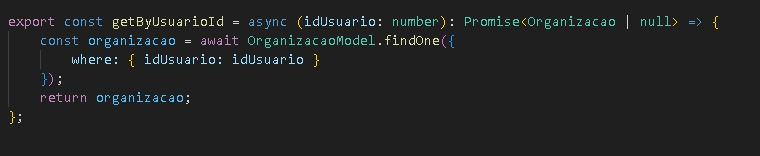 export const getByUsuarioId = async (idUsuario: number): Promise<Organizacao | null> => {
    const organizacao = await OrganizacaoModel.findOne({
        where: { idUsuario: idUsuario }
    });
    return organizacao;
};